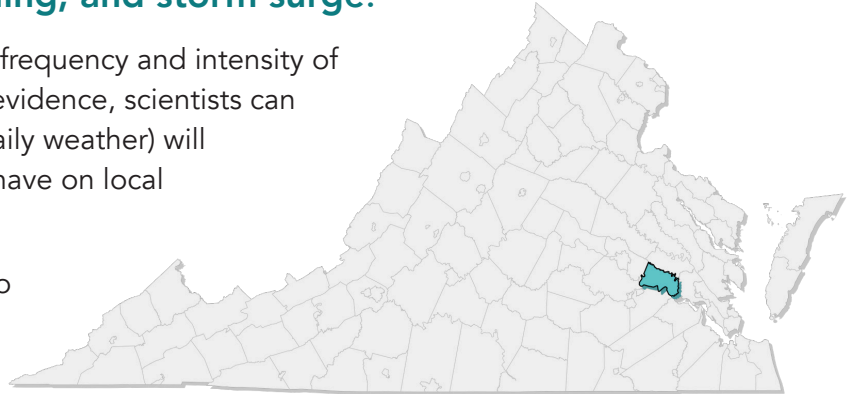 ing, and storm surge.
frequency and intensity of
evidence, scientists can
aily weather) will
have on local
o